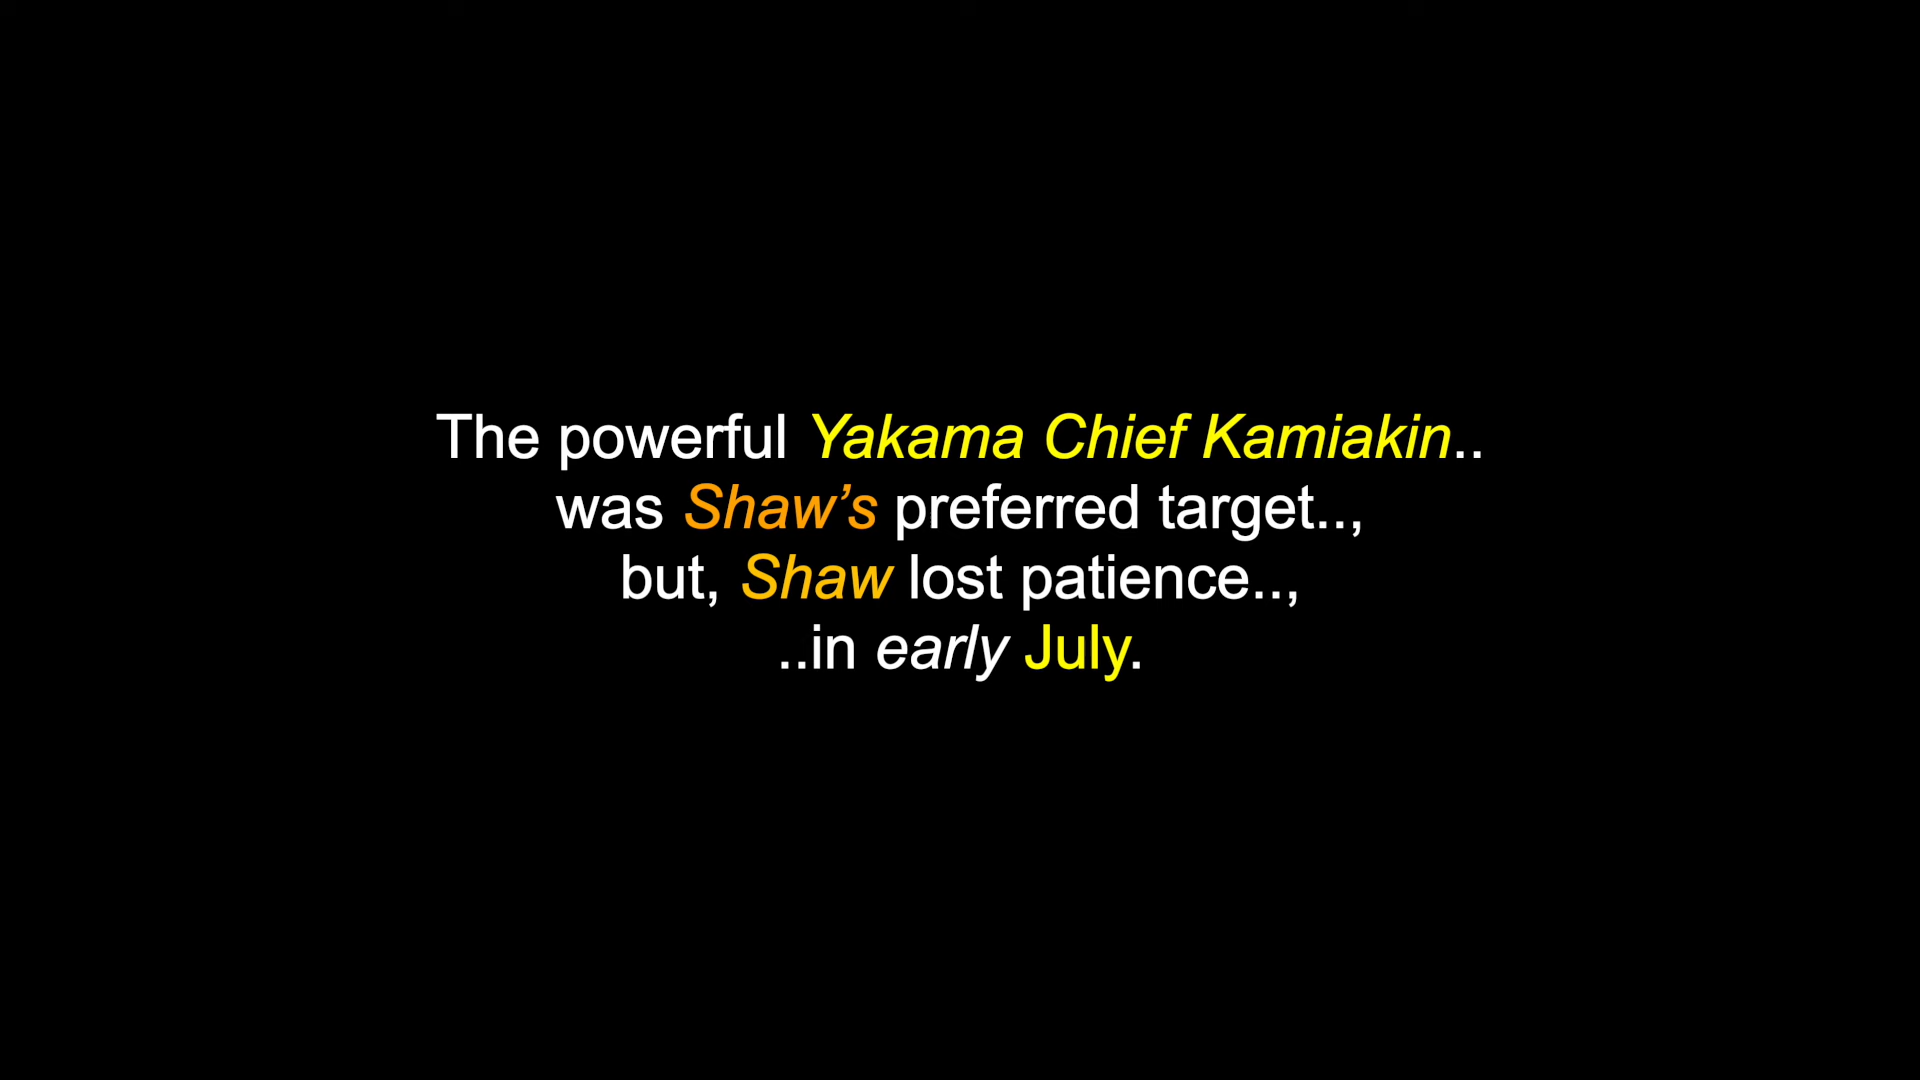 The powerful Yakama Chief Kamiakin..
was Shaw’s preferred target..,
but, Shaw lost patience..,
..in early July.